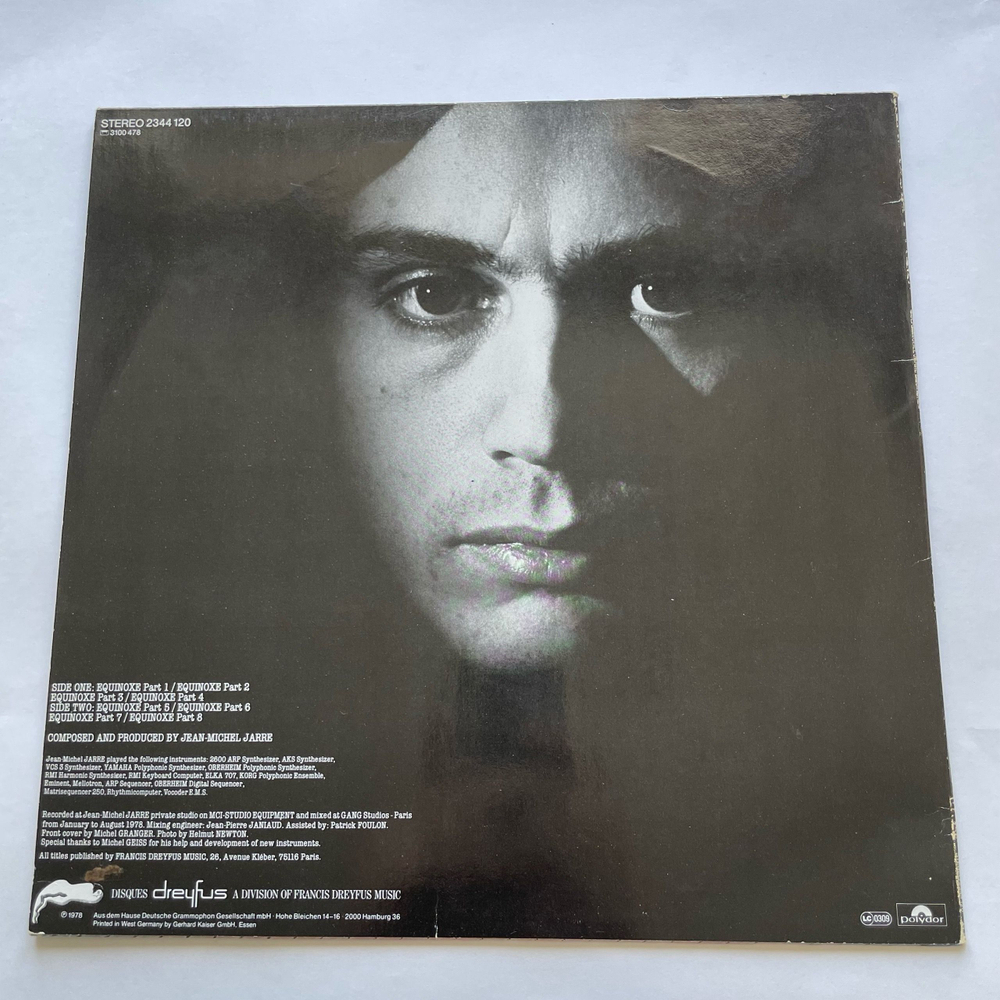 STEREO 2344 120
3100 478
SIDE ONE: EQUINOXE Part 1 / EQUINOXE Part 2
EQUINOXE Part 3 / EQUINOXE Part 4
SIDE TWO: EQUINOXE Part 5 / EQUINOXE Part 6
EQUINOXE Part 7 / EQUINOXE Part 8
COMPOSED AND PRODUCED BY JEAN-MICHEL JARRE
Jean-Michel JARRE played the following instruments: 2600 ARP Synthesizer, AKS Synthesizer,
VCS 3 Synthesizer, YAMAHA Polyphonic Synthesizer, OBERHEIM Polyphonic Synthesizer,
RMI Harmonic Synthesizer, RMI Keyboard Computer, ELKA 707, KORG Polyphonic Ensemble,
Eminent, Mellotron, ARP Sequencer, OBERHEIM Digital Sequencer,
Matrisequencer 250, Rhythmicomputer, Vocoder E.M.S.
Recorded at Jean-Michel JARRE private studio on MCI-STUDIO EQUIPMENT and mixed at GANG Studios - Paris
from January to August 1978. Mixing engineer: Jean-Pierre JANIAUD. Assisted by: Patrick FOULON.
Front cover by Michel GRANGER. Photo by Helmut NEWTON.
Special thanks to Michel GEISS for his help and development of new instruments.
All titles published by FRANCIS DREYFUS MUSIC, 26, Avenue Kléber, 75116 Paris.
DISQUES dreyfus A DIVISION OF FRANCIS DREYFUS MUSIC
℗ 1978 Aus dem Hause Deutsche Grammophon Gesellschaft mbH · Hohe Bleichen 14-16 · 2000 Hamburg 36
Printed in West Germany by Gerhard Kaiser GmbH, Essen
LC 0309
polydor